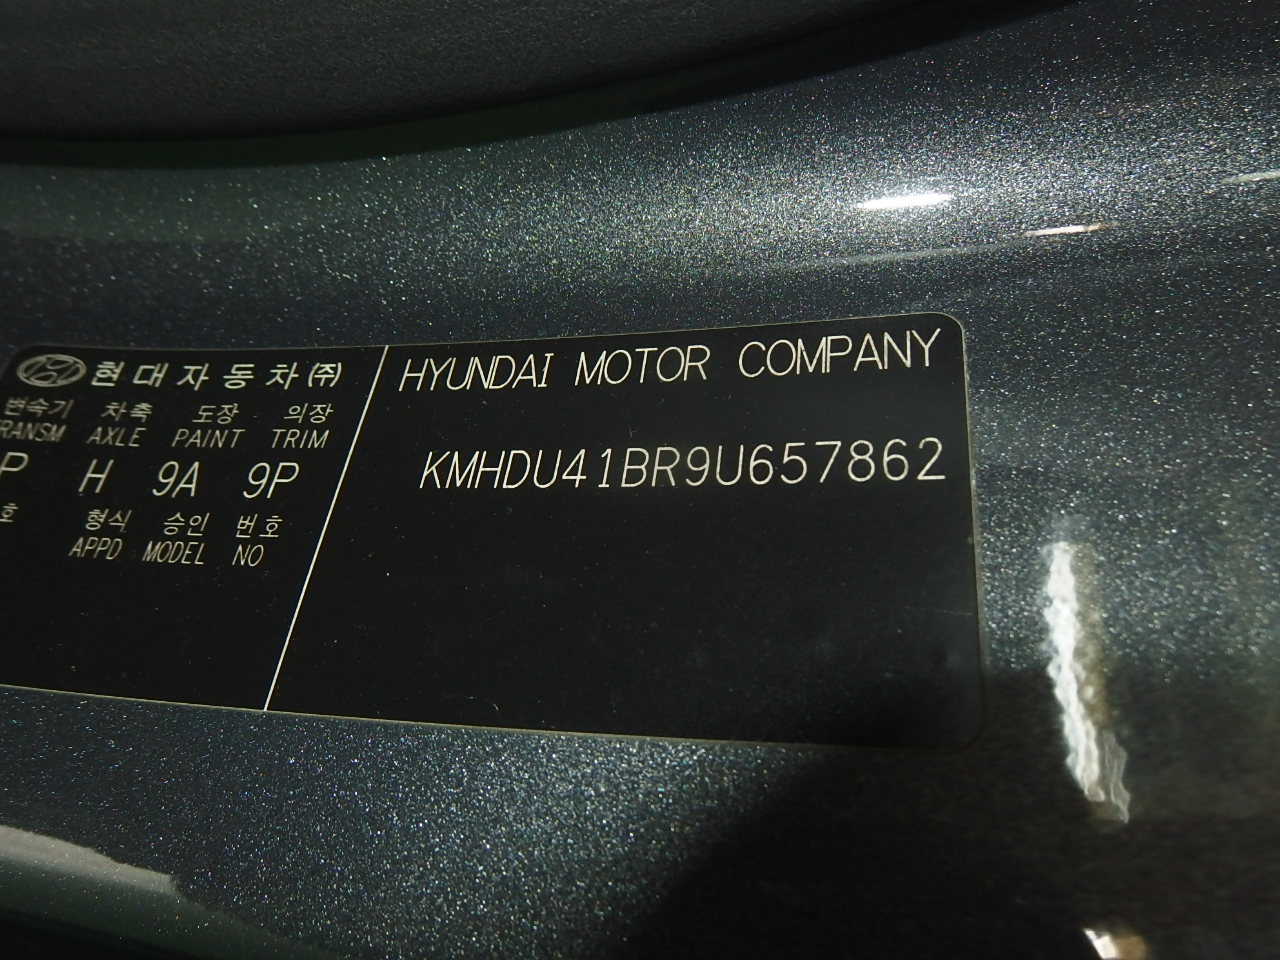 현대자동차(주)
변속기 차축 도장 의장
TRANSM AXLE PAINT TRIM
P H 9A 9P
호 형식 승인 번호
APPD MODEL NO
HYUNDAI MOTOR COMPANY
KMHDU41BR9U657862